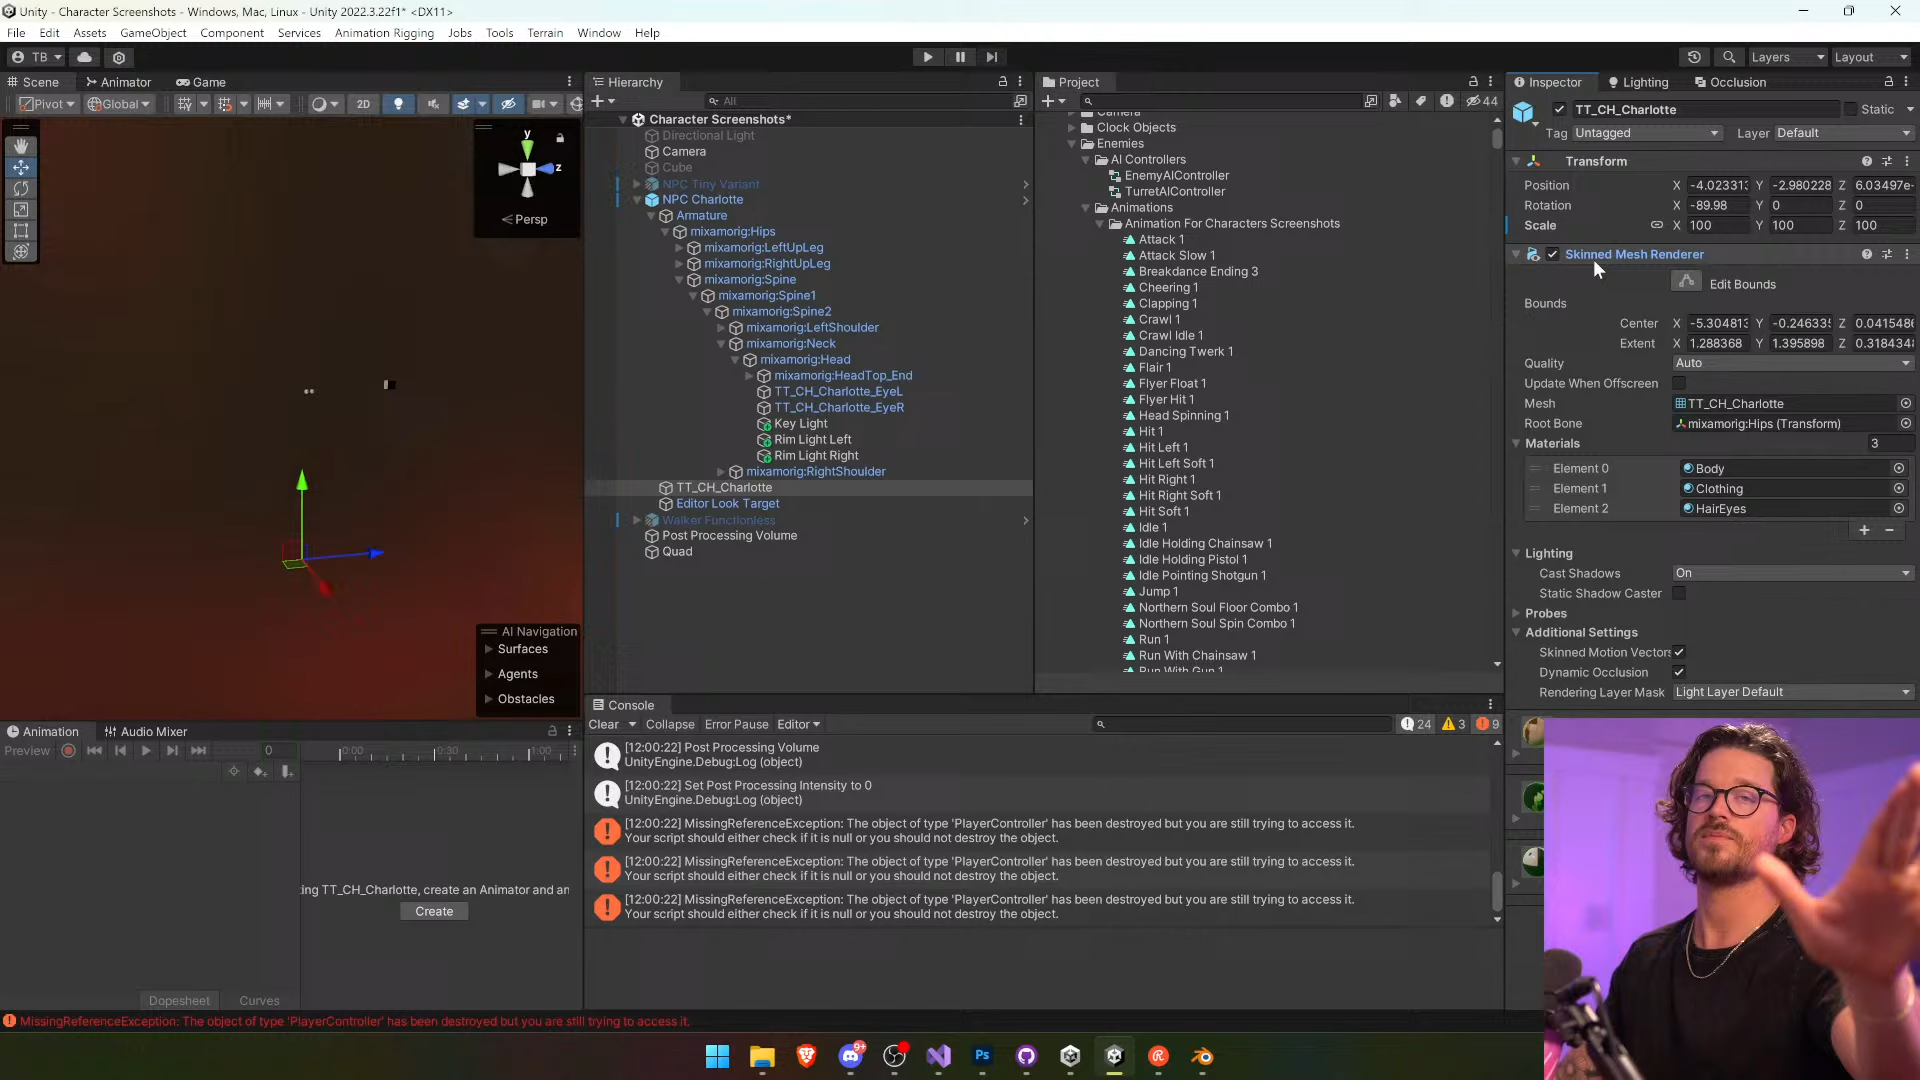 Unity - Character Screenshots - Windows, Mac, Linux - Unity 2022.3.22f1* <DX11>
File Edit Assets GameObject Component Services Animation Rigging Jobs Tools Terrain Window Help
TB Layers Layout
Scene Animator Game
Pivot Global 2D
y
z
Persp
AI Navigation
Surfaces
Agents
Obstacles
Hierarchy
All
Character Screenshots*
Directional Light
Camera
Cube
NPC Tiny Variant
NPC Charlotte
Armature
mixamorig:Hips
mixamorig:LeftUpLeg
mixamorig:RightUpLeg
mixamorig:Spine
mixamorig:Spine1
mixamorig:Spine2
mixamorig:LeftShoulder
mixamorig:Neck
mixamorig:Head
mixamorig:HeadTop_End
TT_CH_Charlotte_EyeL
TT_CH_Charlotte_EyeR
Key Light
Rim Light Left
Rim Light Right
mixamorig:RightShoulder
TT_CH_Charlotte
Editor Look Target
Walker Functionless
Post Processing Volume
Quad
Project
44
Camera
Clock Objects
Enemies
AI Controllers
EnemyAIController
TurretAIController
Animations
Animation For Characters Screenshots
Attack 1
Attack Slow 1
Breakdance Ending 3
Cheering 1
Clapping 1
Crawl 1
Crawl Idle 1
Dancing Twerk 1
Flair 1
Flyer Float 1
Flyer Hit 1
Head Spinning 1
Hit 1
Hit Left 1
Hit Left Soft 1
Hit Right 1
Hit Right Soft 1
Hit Soft 1
Idle 1
Idle Holding Chainsaw 1
Idle Holding Pistol 1
Idle Pointing Shotgun 1
Jump 1
Northern Soul Floor Combo 1
Northern Soul Spin Combo 1
Run 1
Run With Chainsaw 1
Run With Gun 1
Inspector Lighting Occlusion
TT_CH_Charlotte Static
Tag Untagged Layer Default
Transform
Position X -4.023313 Y -2.980228 Z 6.03497e-
Rotation X -89.98 Y 0 Z 0
Scale X 100 Y 100 Z 100
Skinned Mesh Renderer
Edit Bounds
Bounds
Center X -5.304813 Y -0.246335 Z 0.0415486
Extent X 1.288368 Y 1.395898 Z 0.3184348
Quality Auto
Update When Offscreen
Mesh TT_CH_Charlotte
Root Bone mixamorig:Hips (Transform)
Materials 3
Element 0 Body
Element 1 Clothing
Element 2 HairEyes
Lighting
Cast Shadows On
Static Shadow Caster
Probes
Additional Settings
Skinned Motion Vectors
Dynamic Occlusion
Rendering Layer Mask Light Layer Default
Animation Audio Mixer
Preview 0 0:00 0:30 1:00
ing TT_CH_Charlotte, create an Animator and an
Create
Dopesheet Curves
Console
Clear Collapse Error Pause Editor 24 3 9
[12:00:22] Post Processing Volume
UnityEngine.Debug:Log (object)
[12:00:22] Set Post Processing Intensity to 0
UnityEngine.Debug:Log (object)
[12:00:22] MissingReferenceException: The object of type 'PlayerController' has been destroyed but you are still trying to access it.
Your script should either check if it is null or you should not destroy the object.
[12:00:22] MissingReferenceException: The object of type 'PlayerController' has been destroyed but you are still trying to access it.
Your script should either check if it is null or you should not destroy the object.
[12:00:22] MissingReferenceException: The object of type 'PlayerController' has been destroyed but you are still trying to access it.
Your script should either check if it is null or you should not destroy the object.
MissingReferenceException: The object of type 'PlayerController' has been destroyed but you are still trying to access it.
9+
Ps